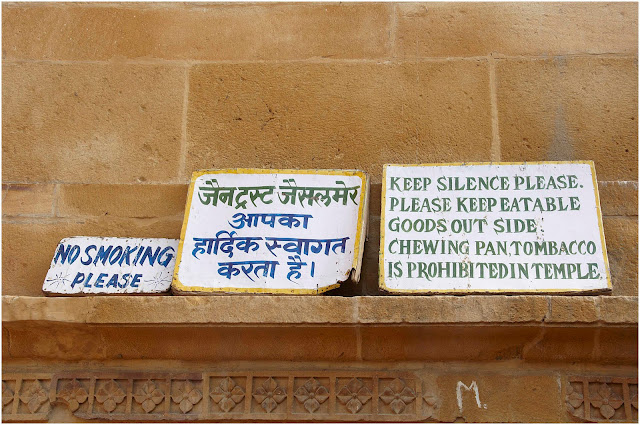 NO SMOKING
PLEASE
जैन ट्रस्ट जैसलमेर
आपका
हार्दिक स्वागत
करता है।
KEEP SILENCE PLEASE.
PLEASE KEEP EATABLE
GOODS OUT SIDE
CHEWING PAN, TOMBACCO
IS PROHIBITED IN TEMPLE.
M.